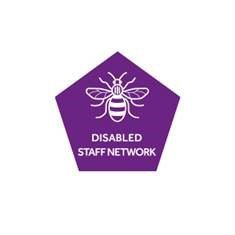 DISABLED
STAFF NETWORK